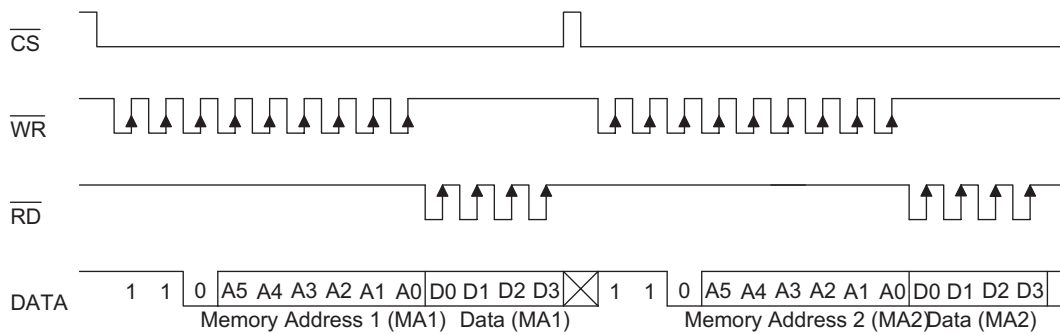 CS
WR
RD
DATA 1 1 0 A5 A4 A3 A2 A1 A0 D0 D1 D2 D3 1 1 0 A5 A4 A3 A2 A1 A0 D0 D1 D2 D3
Memory Address 1 (MA1) Data (MA1) Memory Address 2 (MA2) Data (MA2)